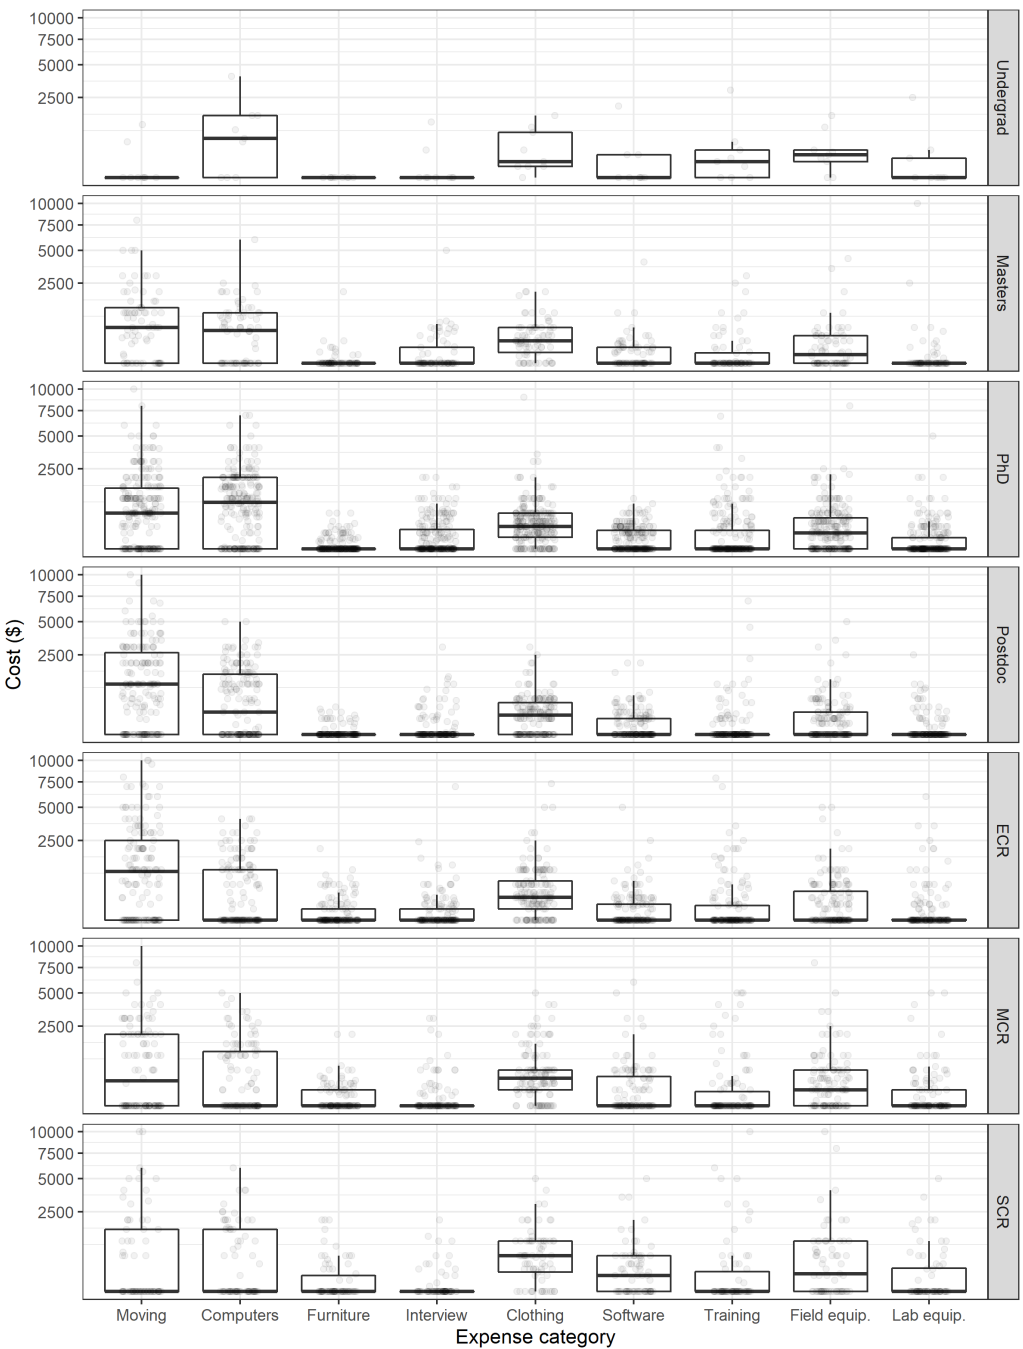 Cost ($)
10000
7500
5000
2500
Undergrad
10000
7500
5000
2500
Masters
10000
7500
5000
2500
PhD
10000
7500
5000
2500
Postdoc
10000
7500
5000
2500
ECR
10000
7500
5000
2500
MCR
10000
7500
5000
2500
SCR
Moving Computers Furniture Interview Clothing Software Training Field equip. Lab equip.
Expense category